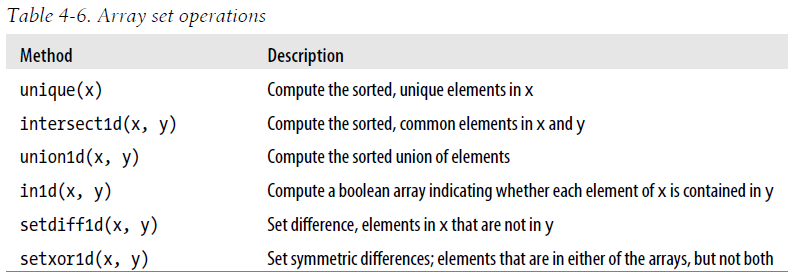 Table 4-6. Array set operations
Method Description
unique(x) Compute the sorted, unique elements in x
intersect1d(x, y) Compute the sorted, common elements in x and y
union1d(x, y) Compute the sorted union of elements
in1d(x, y) Compute a boolean array indicating whether each element of x is contained in y
setdiff1d(x, y) Set difference, elements in x that are not in y
setxor1d(x, y) Set symmetric differences; elements that are in either of the arrays, but not both